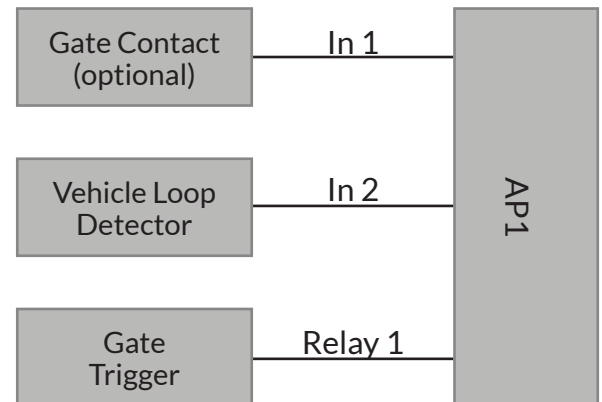 Gate Contact
(optional)
In 1
Vehicle Loop
Detector
In 2
AP1
Gate
Trigger
Relay 1